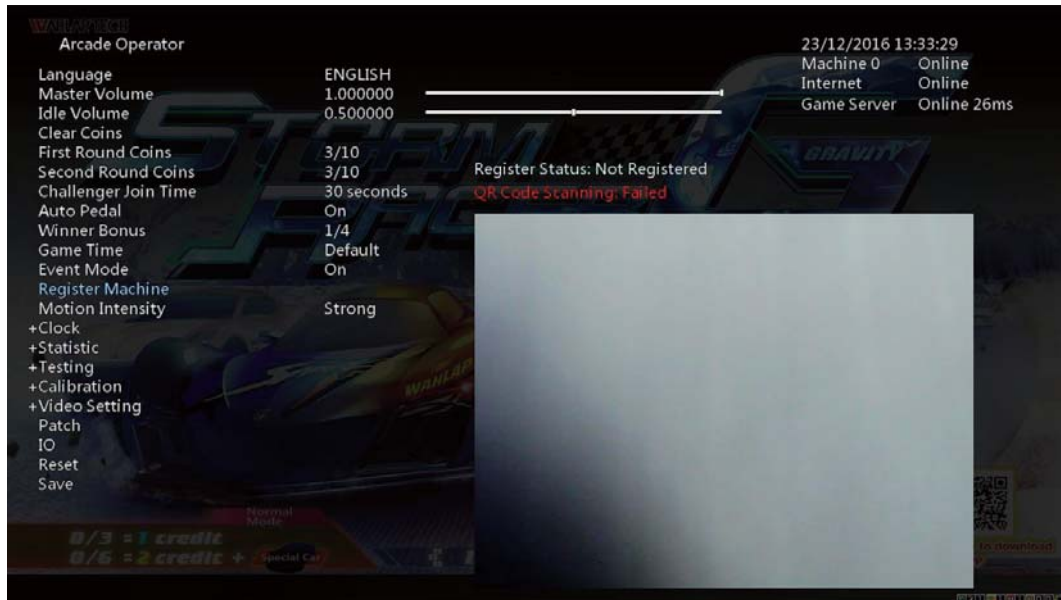 WAHLAP TECH
Arcade Operator
23/12/2016 13:33:29
Machine 0 Online
Internet Online
Game Server Online 26ms
Language ENGLISH
Master Volume 1.000000
Idle Volume 0.500000
Clear Coins
First Round Coins 3/10
Second Round Coins 3/10
Challenger Join Time 30 seconds
Auto Pedal On
Winner Bonus 1/4
Game Time Default
Event Mode On
Register Machine
Motion Intensity Strong
+Clock
+Statistic
+Testing
+Calibration
+Video Setting
Patch
IO
Reset
Save
Register Status: Not Registered
QR Code Scanning: Failed
STORM
RACER
G
GRAVITY
WAHLAP
Normal
Mode
0/3 = 1 credit
0/6 = 2 credit + Special Car
to download